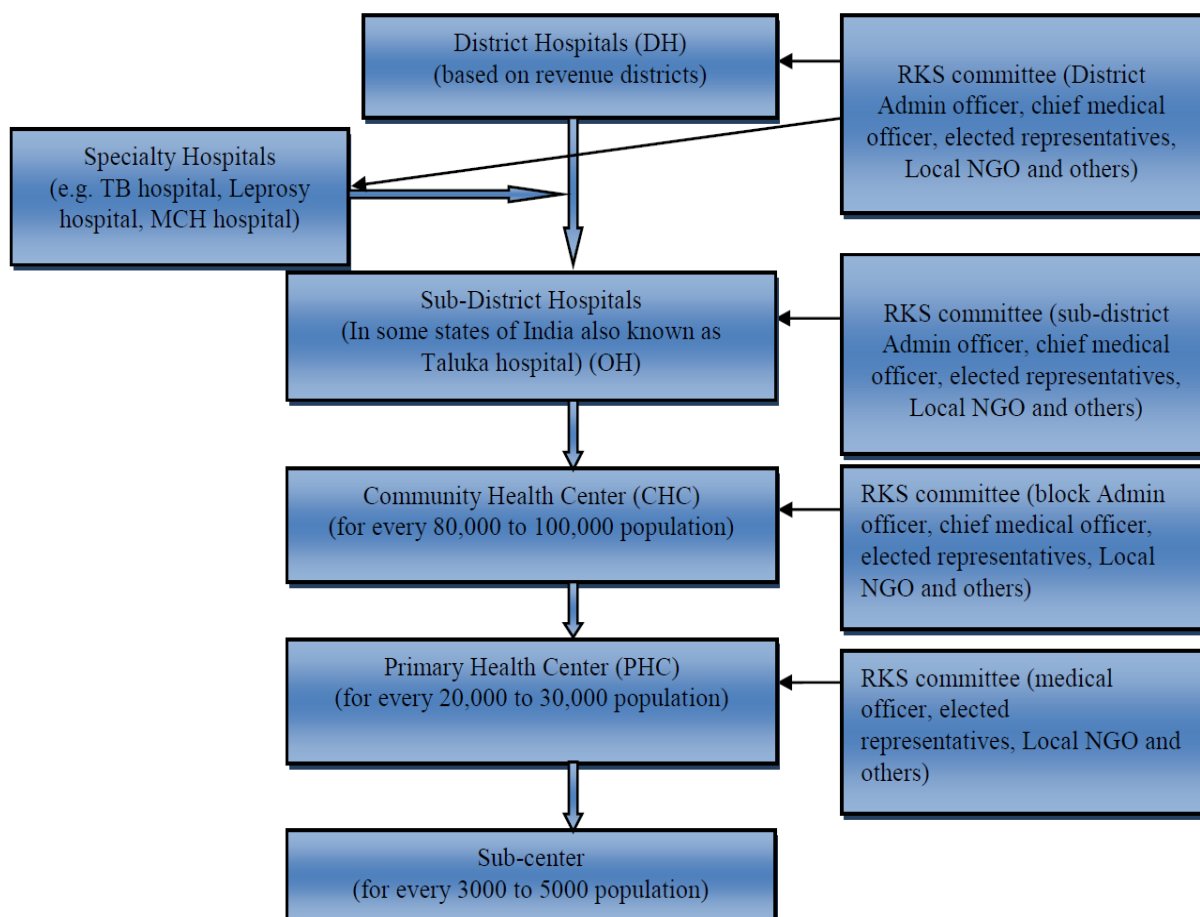 District Hospitals (DH)
(based on revenue districts)
RKS committee (District
Admin officer, chief medical
officer, elected representatives,
Local NGO and others)
Specialty Hospitals
(e.g. TB hospital, Leprosy
hospital, MCH hospital)
Sub-District Hospitals
(In some states of India also known as
Taluka hospital) (OH)
RKS committee (sub-district
Admin officer, chief medical
officer, elected representatives,
Local NGO and others)
Community Health Center (CHC)
(for every 80,000 to 100,000 population)
RKS committee (block Admin
officer, chief medical officer,
elected representatives, Local
NGO and others)
Primary Health Center (PHC)
(for every 20,000 to 30,000 population)
RKS committee (medical
officer, elected
representatives, Local NGO and
others)
Sub-center
(for every 3000 to 5000 population)